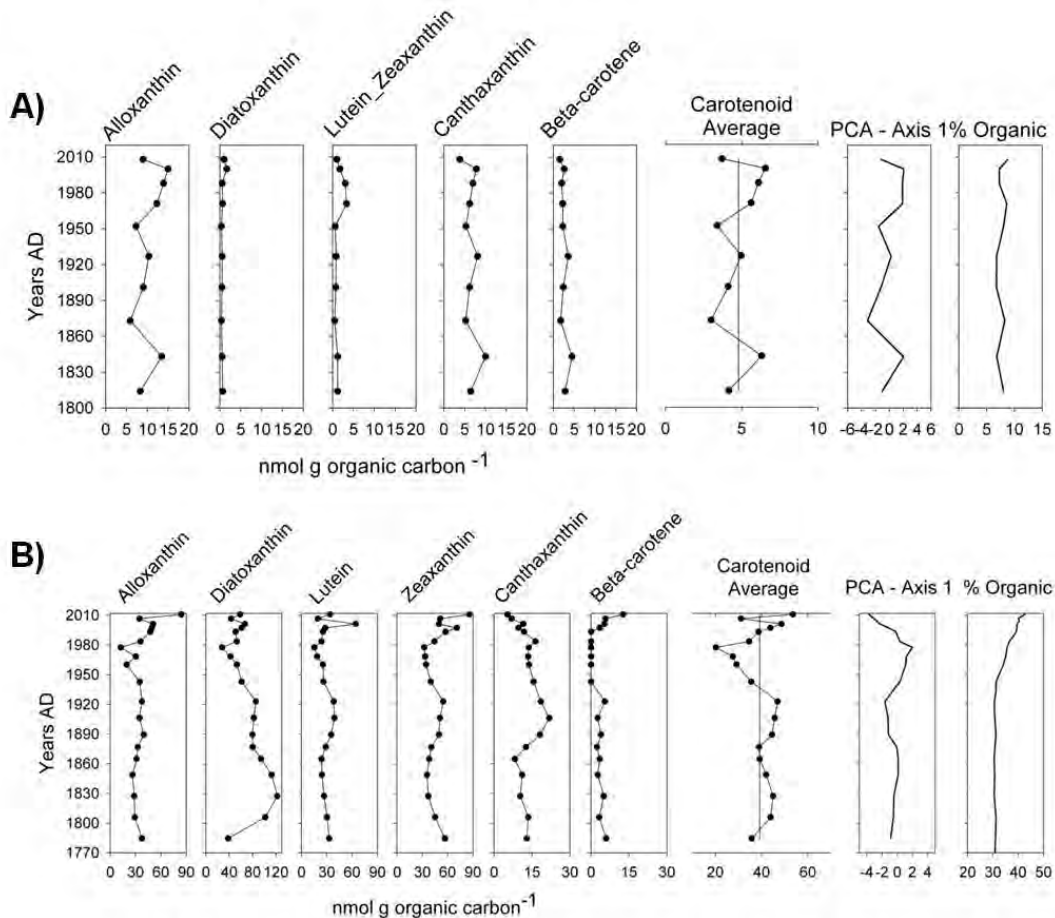 A)
Alloxanthin
Diatoxanthin
Lutein_Zeaxanthin
Canthaxanthin
Beta-carotene
Carotenoid
Average
PCA - Axis 1
% Organic
Years AD
2010
1980
1950
1920
1890
1860
1830
1800
0 5 10 15 20
0 5 10 15 20
0 5 10 15 20
0 5 10 15 20
0 5 10 15 20
0 5 10
-6 -4 -2 0 2 4 6
0 5 10 15
nmol g organic carbon -1
B)
Alloxanthin
Diatoxanthin
Lutein
Zeaxanthin
Canthaxanthin
Beta-carotene
Carotenoid
Average
PCA - Axis 1
% Organic
Years AD
2010
1980
1950
1920
1890
1860
1830
1800
1770
0 30 60 90
0 40 80 120
0 30 60 90
0 30 60 90
0 10 20 30
0 10 20 30
20 40 60
-4 -2 0 2 4
10 20 30 40 50
nmol g organic carbon-1